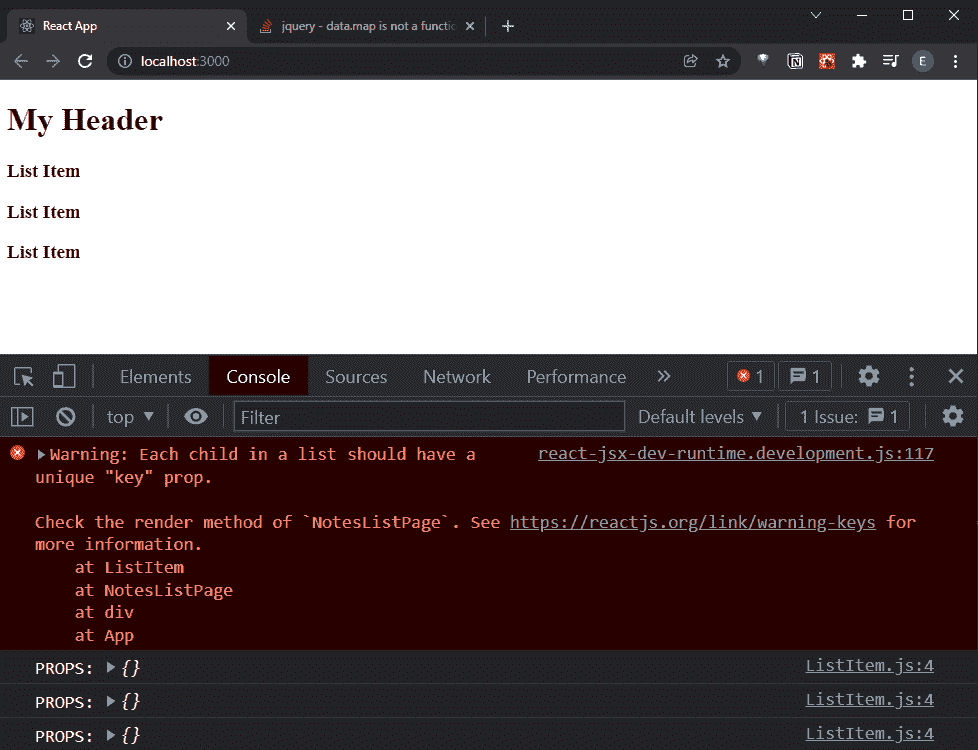 React App
jquery - data.map is not a functio
localhost:3000
E
My Header
List Item
List Item
List Item
Elements Console Sources Network Performance 1 1
top Filter Default levels 1 Issue: 1
Warning: Each child in a list should have a react-jsx-dev-runtime.development.js:117
unique "key" prop.
Check the render method of `NotesListPage`. See https://reactjs.org/link/warning-keys for
more information.
at ListItem
at NotesListPage
at div
at App
PROPS: {} ListItem.js:4
PROPS: {} ListItem.js:4
PROPS: {} ListItem.js:4